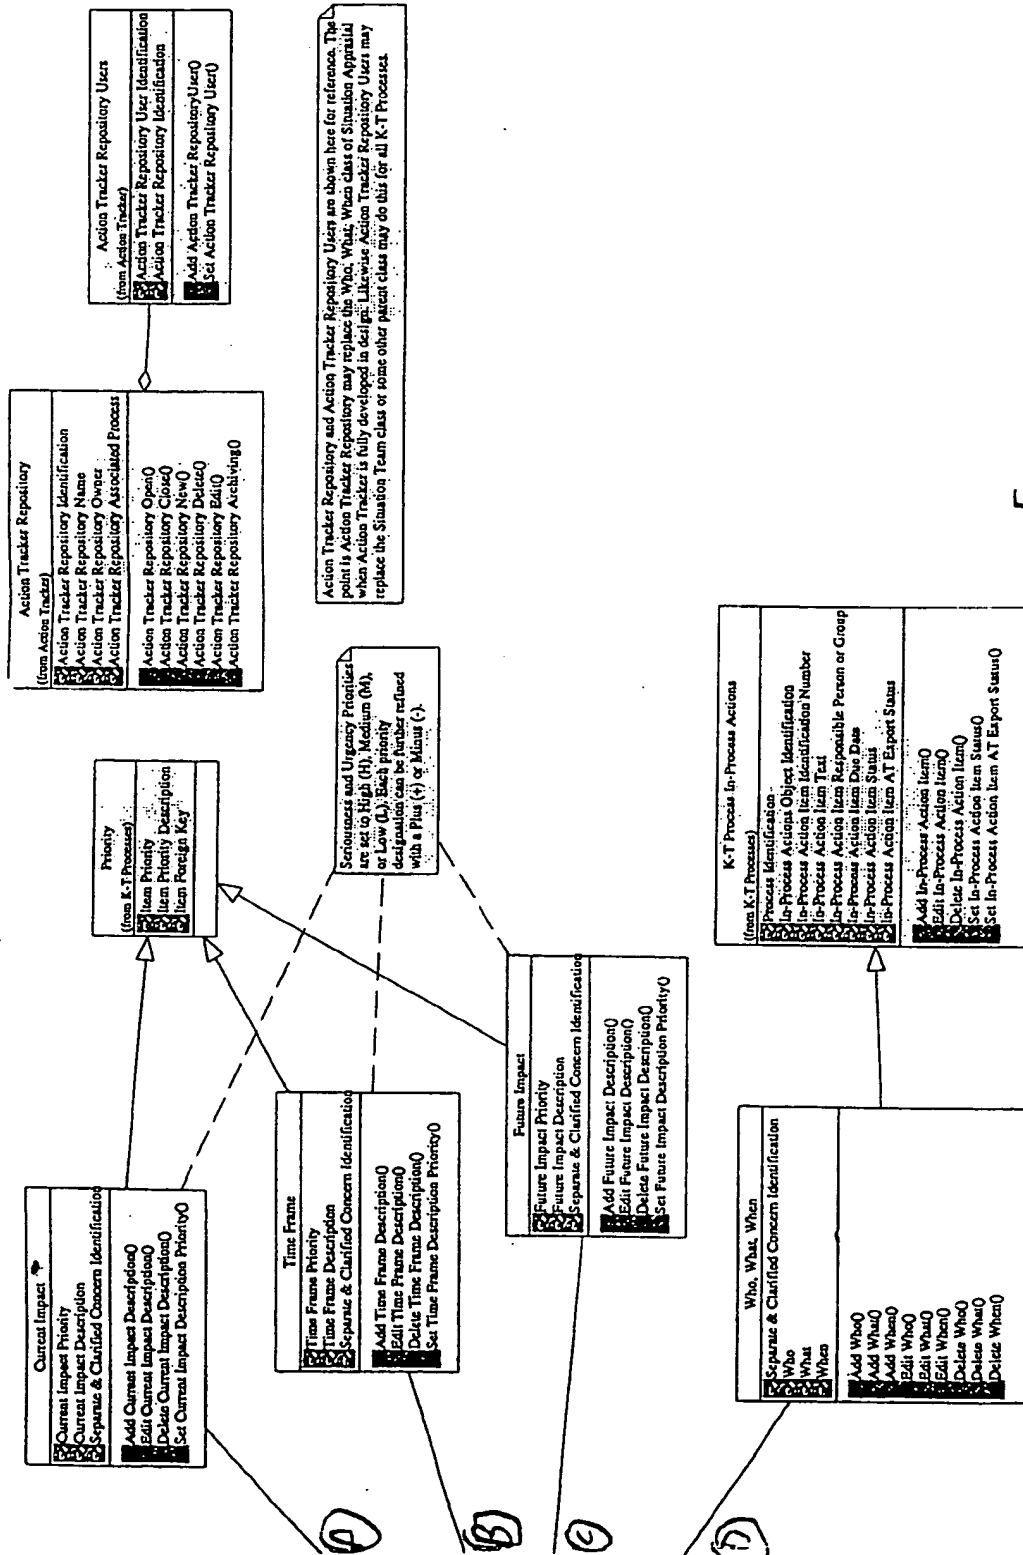 Current Impact
Current Impact Priority
Current Impact Description
Separate & Clarified Concern Identification
Add Current Impact Description()
Edit Current Impact Description()
Delete Current Impact Description()
Set Current Impact Description Priority()
A
Time Frame
Time Frame Priority
Time Frame Description
Separate & Clarified Concern Identification
Add Time Frame Description()
Edit Time Frame Description()
Delete Time Frame Description()
Set Time Frame Description Priority()
B
Future Impact
Future Impact Priority
Future Impact Description
Separate & Clarified Concern Identification
Add Future Impact Description()
Edit Future Impact Description()
Delete Future Impact Description()
Set Future Impact Description Priority()
C
Who, What, When
Separate & Clarified Concern Identification
Who
What
When
Add Who()
Add What()
Add When()
Edit Who()
Edit What()
Edit When()
Delete Who()
Delete What()
Delete When()
D
Priority
(from K-T Processes)
Item Priority
Item Priority Description
Item Foreign Key
Seriousness and Urgency Priorities
are set to High (H), Medium (M),
or Low (L). Each priority
designation can be further refined
with a Plus (+) or Minus (-).
K-T Process In-Process Actions
(from K-T Processes)
Process Identification
In-Process Actions Object Identification
In-Process Action Item Identification Number
In-Process Action Item Text
In-Process Action Item Responsible Person or Group
In-Process Action Item Due Date
In-Process Action Item Status
In-Process Action Item AT Export Status
Add In-Process Action Item()
Edit In-Process Action Item()
Delete In-Process Action Item()
Set In-Process Action Item Status()
Set In-Process Action Item AT Export Status()
Action Tracker Repository
(from Action Tracker)
Action Tracker Repository Identification
Action Tracker Repository Name
Action Tracker Repository Owner
Action Tracker Repository Associated Process
Action Tracker Repository Open()
Action Tracker Repository Close()
Action Tracker Repository New()
Action Tracker Repository Delete()
Action Tracker Repository Edit()
Action Tracker Repository Archiving()
Action Tracker Repository Users
(from Action Tracker)
Action Tracker Repository User Identification
Action Tracker Repository Identification
Add Action Tracker RepositoryUser()
Set Action Tracker Repository User()
Action Tracker Repository and Action Tracker Repository Users are shown here for reference. The
point is Action Tracker Repository may replace the Who, What, When class of Situation Appraisal
when Action Tracker is fully developed in design. Likewise Action Tracker Repository Users may
replace the Situation Team class or some other parent class may do this for all K-T Processes.